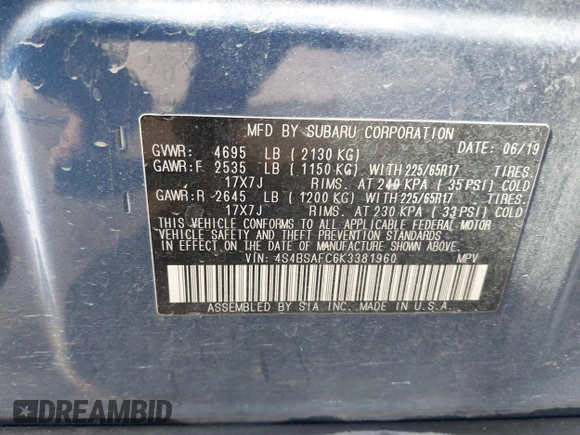 MFD BY SUBARU CORPORATION
GVWR: 4695 LB ( 2130 KG) DATE: 06/19
GAWR:F 2535 LB ( 1150 KG) WITH 225/65R17 TIRES.
17X7J RIMS. AT 240 KPA ( 35 PSI) COLD
GAWR:R 2645 LB ( 1200 KG) WITH 225/65R17 TIRES.
17X7J RIMS. AT 230 KPA ( 33 PSI) COLD
THIS VEHICLE CONFORMS TO ALL APPLICABLE FEDERAL MOTOR
VEHICLE SAFETY AND THEFT PREVENTION STANDARDS
IN EFFECT ON THE DATE OF MANUFACTURE SHOWN ABOVE.
VIN: 4S4BSAFC6K3381960 MPV
ASSEMBLED BY SIA INC. MADE IN U.S.A.
DREAMBID